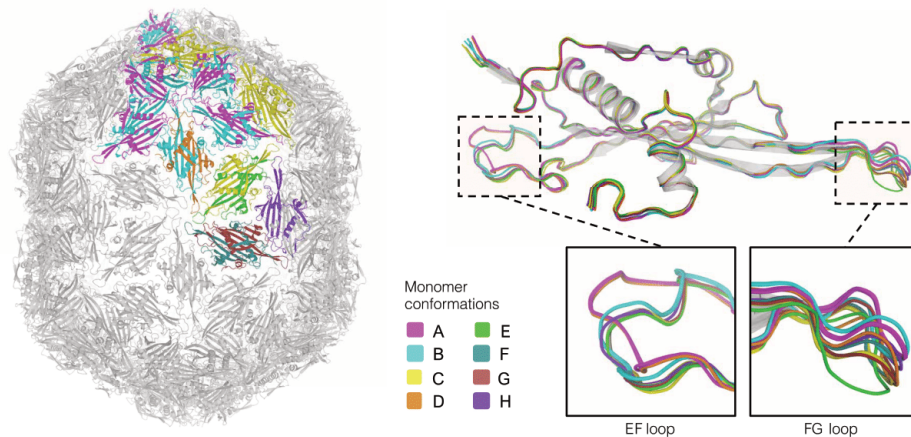 Monomer
conformations
A E
B F
C G
D H
EF loop
FG loop